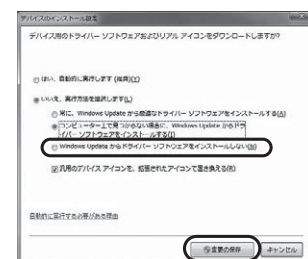 デバイスのインストール設定
デバイス用のドライバー ソフトウェアおよびリアル アイコンをダウンロードしますか?
はい、自動的に実行します (推奨)(Y)
いいえ、実行方法を選択します(L)
常に、Windows Update から最適なドライバー ソフトウェアをインストールする(A)
コンピューター上で見つからない場合に、Windows Update からドラ
イバー ソフトウェアをインストールする(I)
Windows Update からドライバー ソフトウェアをインストールしない(N)
汎用のデバイス アイコンを、拡張されたアイコンで置き換える(R)
自動的に実行する必要がある理由
変更の保存
キャンセル